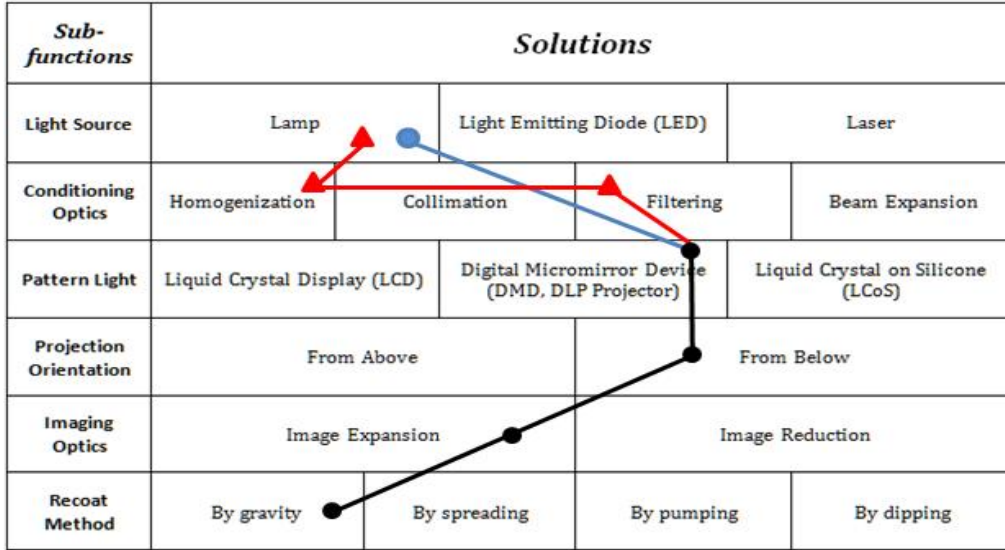 Sub-
functions
Solutions
Light Source
Lamp
Light Emitting Diode (LED)
Laser
Conditioning
Optics
Homogenization
Collimation
Filtering
Beam Expansion
Pattern Light
Liquid Crystal Display (LCD)
Digital Micromirror Device
(DMD, DLP Projector)
Liquid Crystal on Silicone
(LCoS)
Projection
Orientation
From Above
From Below
Imaging
Optics
Image Expansion
Image Reduction
Recoat
Method
By gravity
By spreading
By pumping
By dipping